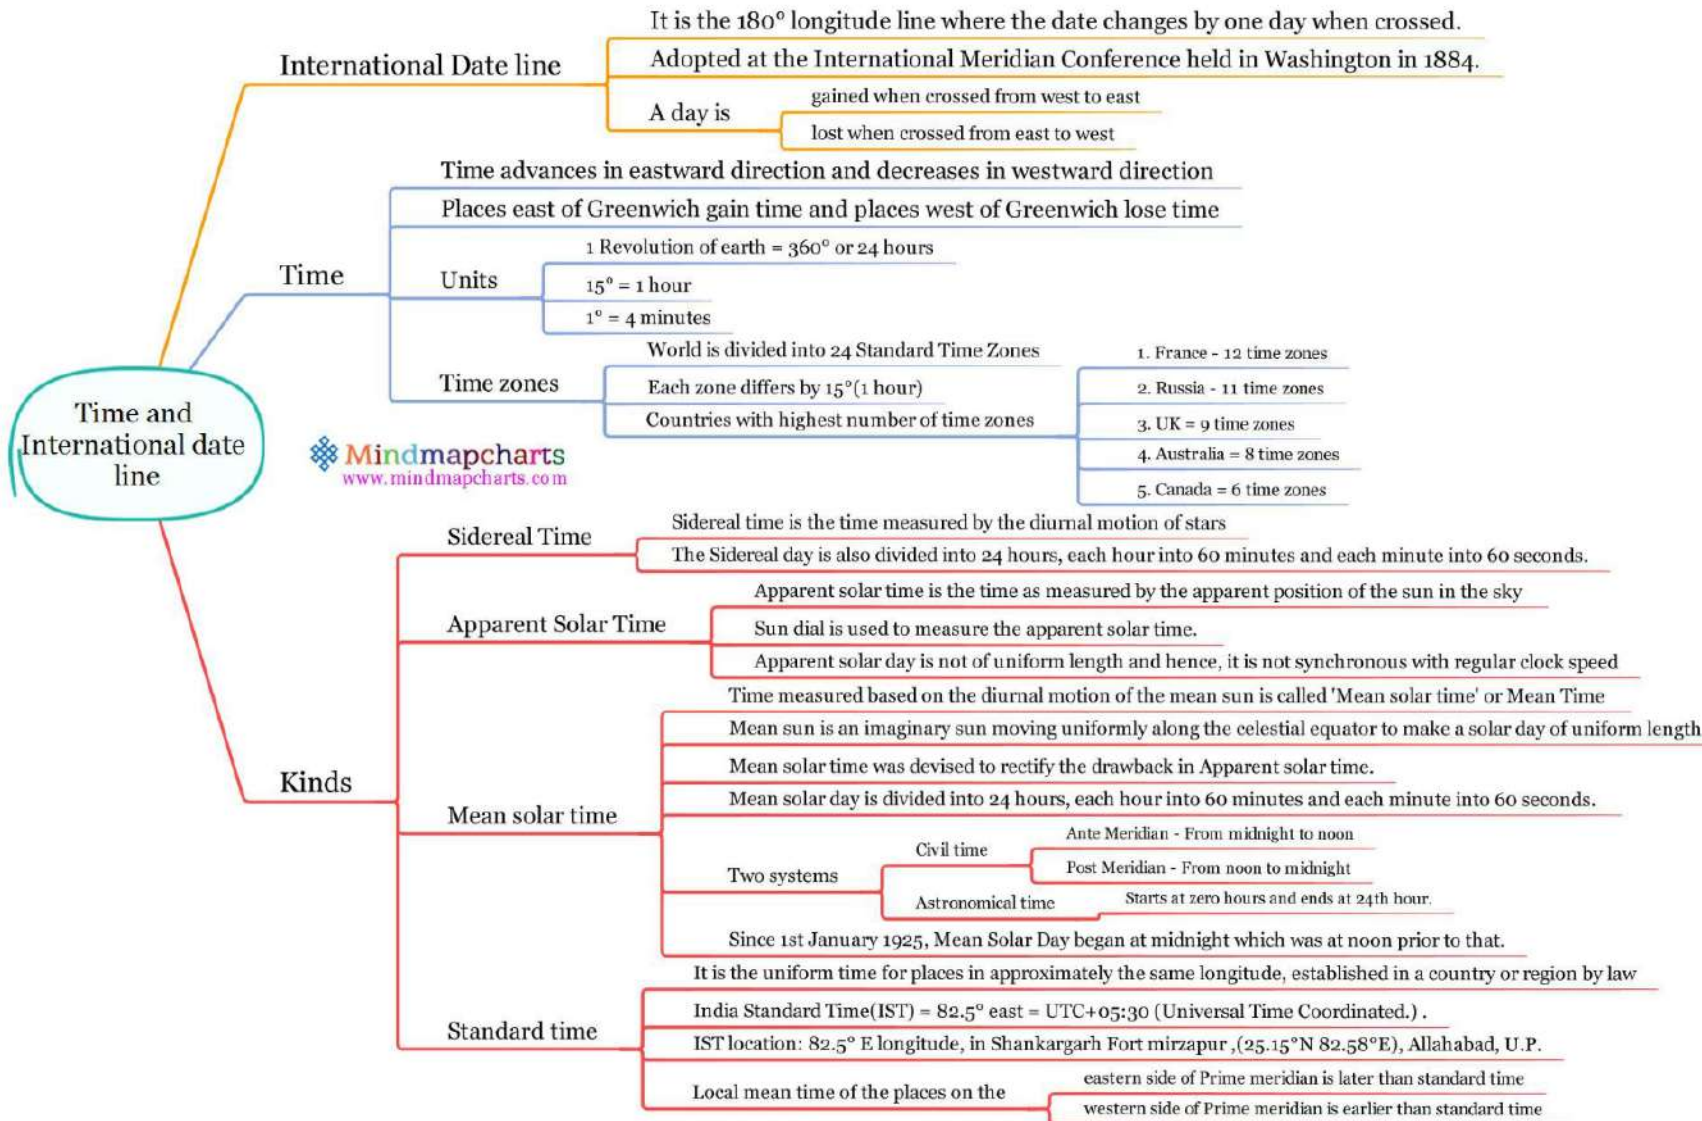 It is the 180° longitude line where the date changes by one day when crossed.
International Date line
Adopted at the International Meridian Conference held in Washington in 1884.
A day is
gained when crossed from west to east
lost when crossed from east to west
Time advances in eastward direction and decreases in westward direction
Places east of Greenwich gain time and places west of Greenwich lose time
Time
Units
1 Revolution of earth = 360° or 24 hours
15° = 1 hour
1° = 4 minutes
Time zones
World is divided into 24 Standard Time Zones
Each zone differs by 15°(1 hour)
Countries with highest number of time zones
1. France - 12 time zones
2. Russia - 11 time zones
3. UK = 9 time zones
4. Australia = 8 time zones
5. Canada = 6 time zones
Time and
International date
line
Mindmapcharts
www.mindmapcharts.com
Kinds
Sidereal Time
Sidereal time is the time measured by the diurnal motion of stars
The Sidereal day is also divided into 24 hours, each hour into 60 minutes and each minute into 60 seconds.
Apparent Solar Time
Apparent solar time is the time as measured by the apparent position of the sun in the sky
Sun dial is used to measure the apparent solar time.
Apparent solar day is not of uniform length and hence, it is not synchronous with regular clock speed
Mean solar time
Time measured based on the diurnal motion of the mean sun is called 'Mean solar time' or Mean Time
Mean sun is an imaginary sun moving uniformly along the celestial equator to make a solar day of uniform length
Mean solar time was devised to rectify the drawback in Apparent solar time.
Mean solar day is divided into 24 hours, each hour into 60 minutes and each minute into 60 seconds.
Two systems
Civil time
Ante Meridian - From midnight to noon
Post Meridian - From noon to midnight
Astronomical time
Starts at zero hours and ends at 24th hour.
Since 1st January 1925, Mean Solar Day began at midnight which was at noon prior to that.
Standard time
It is the uniform time for places in approximately the same longitude, established in a country or region by law
India Standard Time(IST) = 82.5° east = UTC+05:30 (Universal Time Coordinated.) .
IST location: 82.5° E longitude, in Shankargarh Fort mirzapur ,(25.15°N 82.58°E), Allahabad, U.P.
Local mean time of the places on the
eastern side of Prime meridian is later than standard time
western side of Prime meridian is earlier than standard time